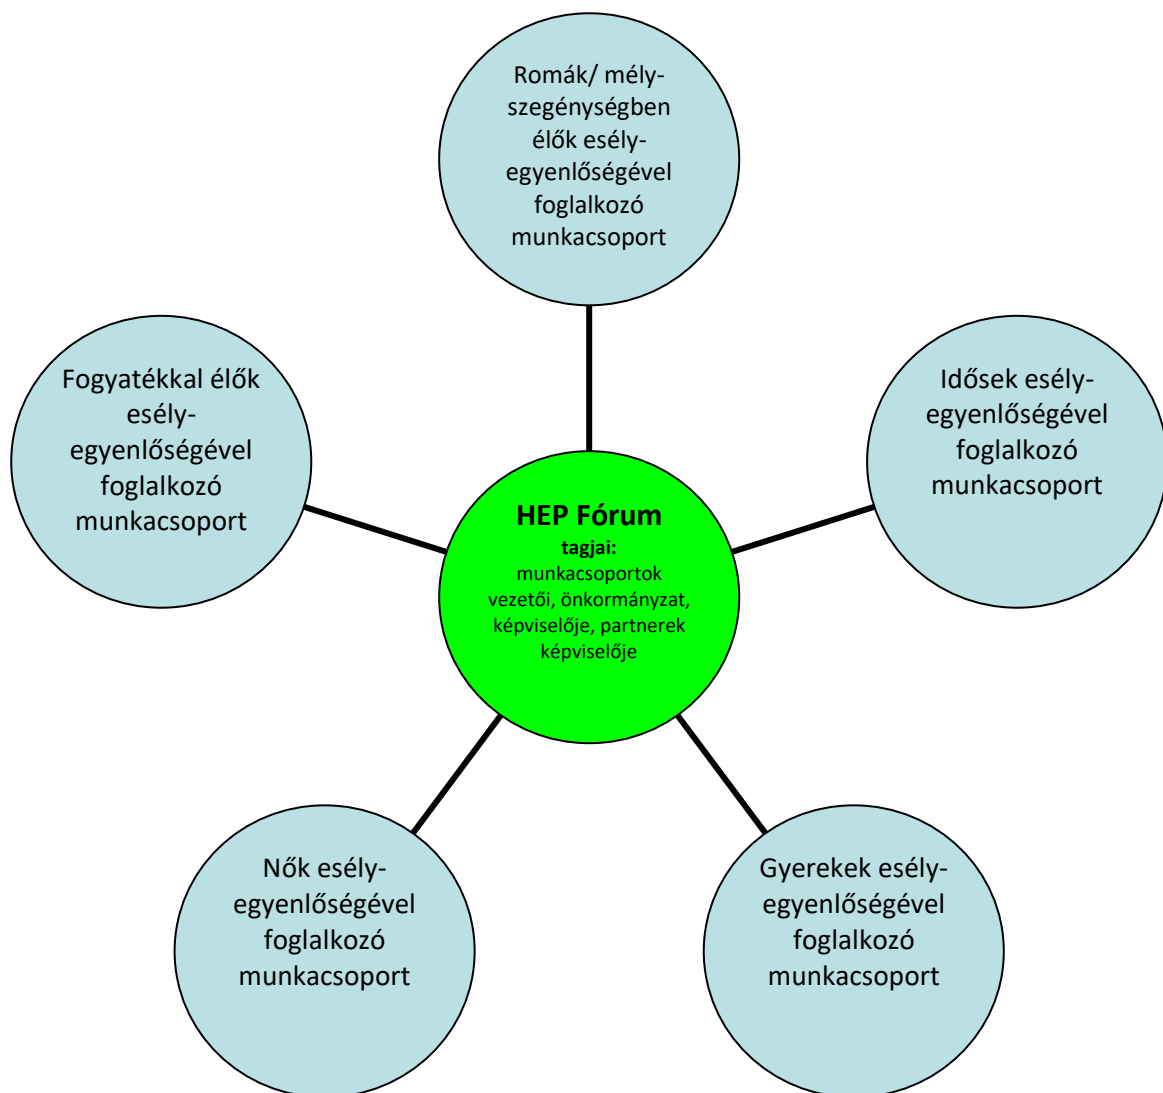 Romák/ mély-
szegénységben
élők esély-
egyenlőségével
foglalkozó
munkacsoport
Fogyatékkal élők
esély-
egyenlőségével
foglalkozó
munkacsoport
Idősek esély-
egyenlőségével
foglalkozó
munkacsoport
HEP Fórum
tagjai:
munkacsoportok
vezetői, önkormányzat,
képviselője, partnerek
képviselője
Nők esély-
egyenlőségével
foglalkozó
munkacsoport
Gyerekek esély-
egyenlőségével
foglalkozó
munkacsoport